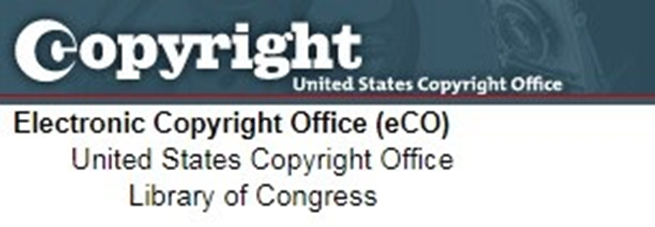 Copyright
United States Copyright Office
Electronic Copyright Office (eCO)
United States Copyright Office
Library of Congress